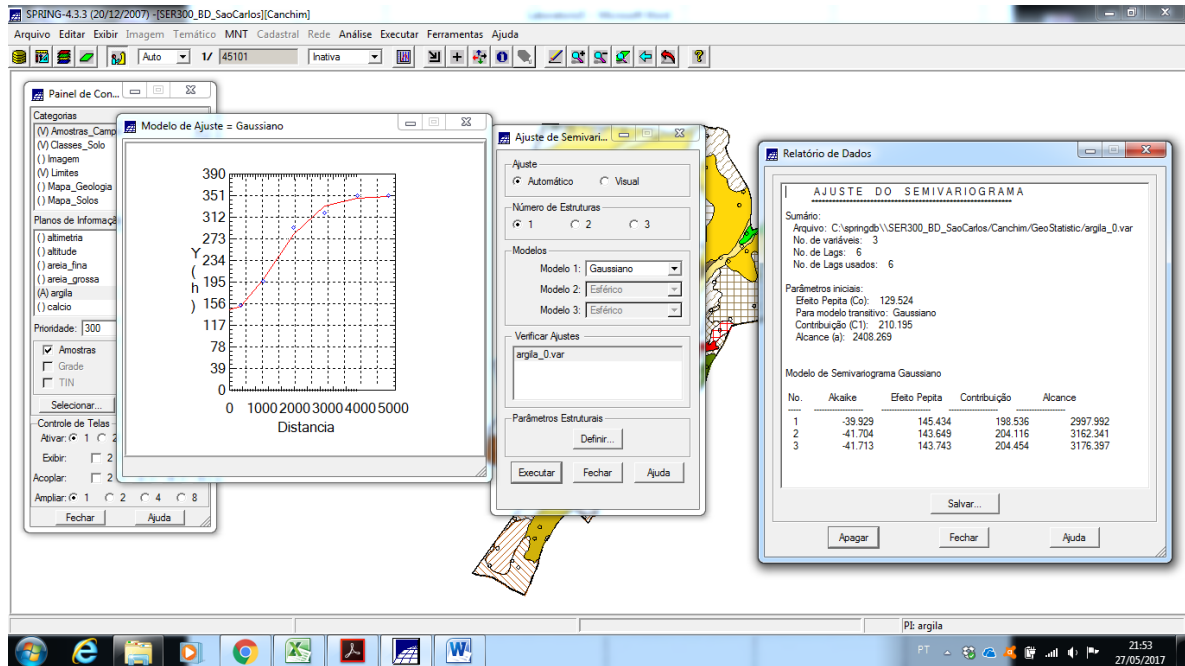 SPRING-4.3.3 (20/12/2007) -[SER300_BD_SaoCarlos][Canchim]
Arquivo Editar Exibir Imagem Temático MNT Cadastral Rede Análise Executar Ferramentas Ajuda
Auto 1/ 45101 Inativa
Painel de Con...
Categorias
(V) Amostras_Camp
(V) Classes_Solo
( ) Imagem
(V) Limites
( ) Mapa_Geologia
( ) Mapa_Solos
Planos de Informaçã
( ) altimetria
( ) altitude
( ) areia_fina
( ) areia_grossa
(A) argila
( ) calcio
Prioridade: 300
Amostras
Grade
TIN
Selecionar...
Controle de Telas
Ativar: 1 2
Exibir: 2
Acoplar: 2
Ampliar: 1 2 4 8
Fechar Ajuda
Modelo de Ajuste = Gaussiano
390
351
312
273
234
195
156
117
78
39
0
Y ( h )
0 1000 2000 3000 4000 5000
Distancia
Ajuste de Semivari...
Ajuste
Automático Visual
Número de Estruturas
1 2 3
Modelos
Modelo 1: Gaussiano
Modelo 2: Esférico
Modelo 3: Esférico
Verificar Ajustes
argila_0.var
Parâmetros Estruturais
Definir...
Executar Fechar Ajuda
Relatório de Dados
AJUSTE DO SEMIVARIOGRAMA
Sumário:
Arquivo: C:\springdb\\SER300_BD_SaoCarlos/Canchim/GeoStatistic/argila_0.var
No. de variáveis: 3
No. de Lags: 6
No. de Lags usados: 6
Parâmetros iniciais:
Efeito Pepita (Co): 129.524
Para modelo transitivo: Gaussiano
Contribuição (C1): 210.195
Alcance (a): 2408.269
Modelo de Semivariograma Gaussiano
No. Akaike Efeito Pepita Contribuição Alcance
1 -39.929 145.434 198.536 2997.992
2 -41.704 143.649 204.116 3162.341
3 -41.713 143.743 204.454 3176.397
Salvar...
Apagar Fechar Ajuda
PI: argila
PT
21:53
27/05/2017